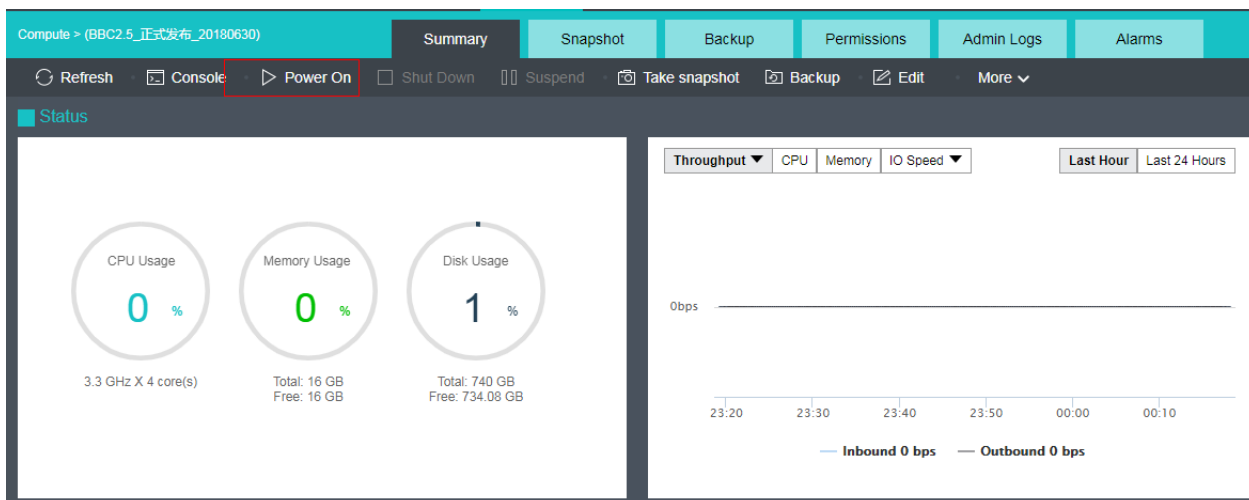 Compute > (BBC2.5_正式发布_20180630)
Summary
Snapshot
Backup
Permissions
Admin Logs
Alarms
Refresh
Console
Power On
Shut Down
Suspend
Take snapshot
Backup
Edit
More
Status
CPU Usage
0 %
3.3 GHz X 4 core(s)
Memory Usage
0 %
Total: 16 GB
Free: 16 GB
Disk Usage
1 %
Total: 740 GB
Free: 734.08 GB
Throughput
CPU
Memory
IO Speed
Last Hour
Last 24 Hours
0bps
23:20 23:30 23:40 23:50 00:00 00:10
Inbound 0 bps
Outbound 0 bps